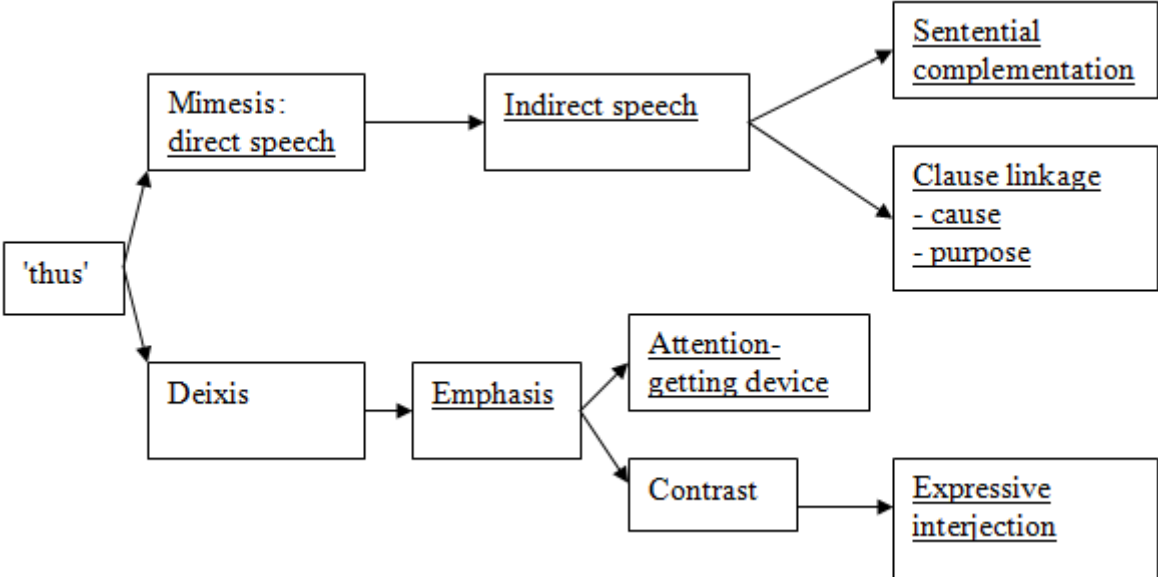 Sentential
complementation
Mimesis:
direct speech
Indirect speech
Clause linkage
- cause
- purpose
'thus'
Attention-
getting device
Deixis
Emphasis
Contrast
Expressive
interjection